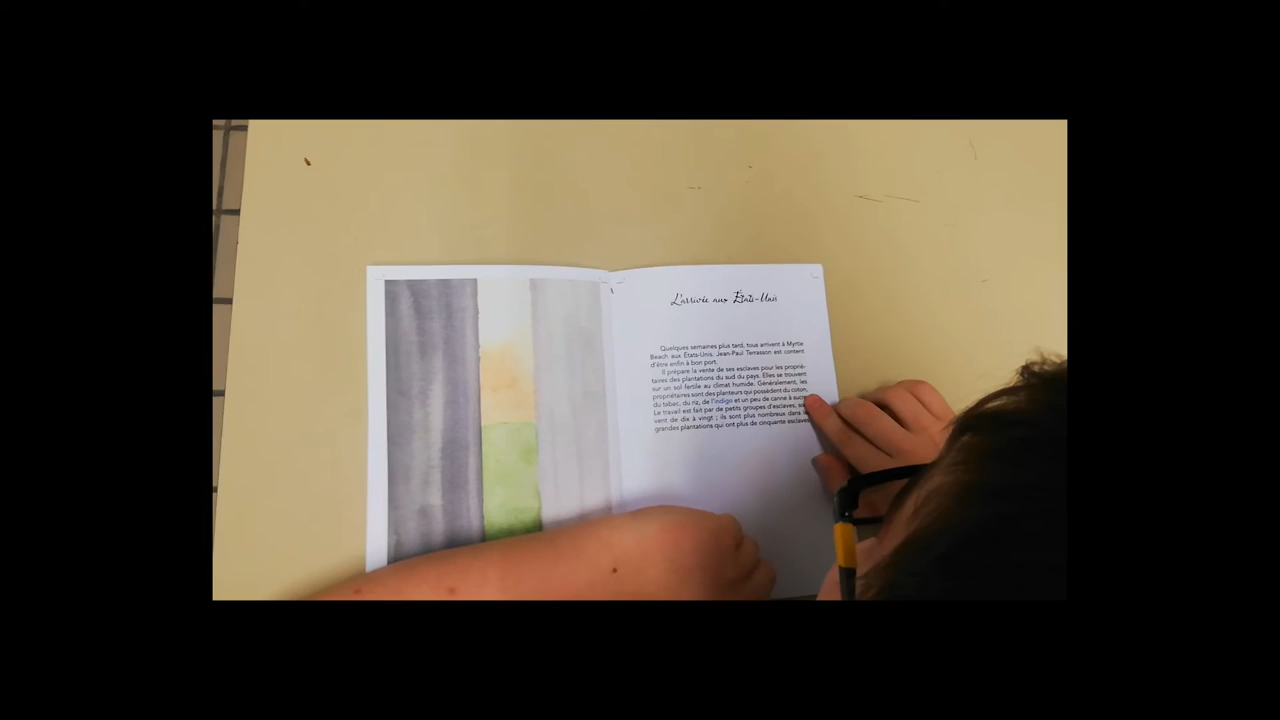 L'arrivée aux États-Unis
Quelques semaines plus tard, tous arrivent à Myrtle
Beach aux États-Unis. Jean-Paul Terrasson est content
d'être enfin à bon port.
Il prépare la vente de ses esclaves pour les proprié-
taires des plantations du sud du pays. Elles se trouvent
sur un sol fertile au climat humide. Généralement, les
propriétaires sont des planteurs qui possèdent du coton,
du tabac, du riz, de l'indigo et un peu de canne à sucre.
Le travail est fait par de petits groupes d'esclaves, sou-
vent de dix à vingt ; ils sont plus nombreux dans
grandes plantations qui ont plus de cinquante esclaves